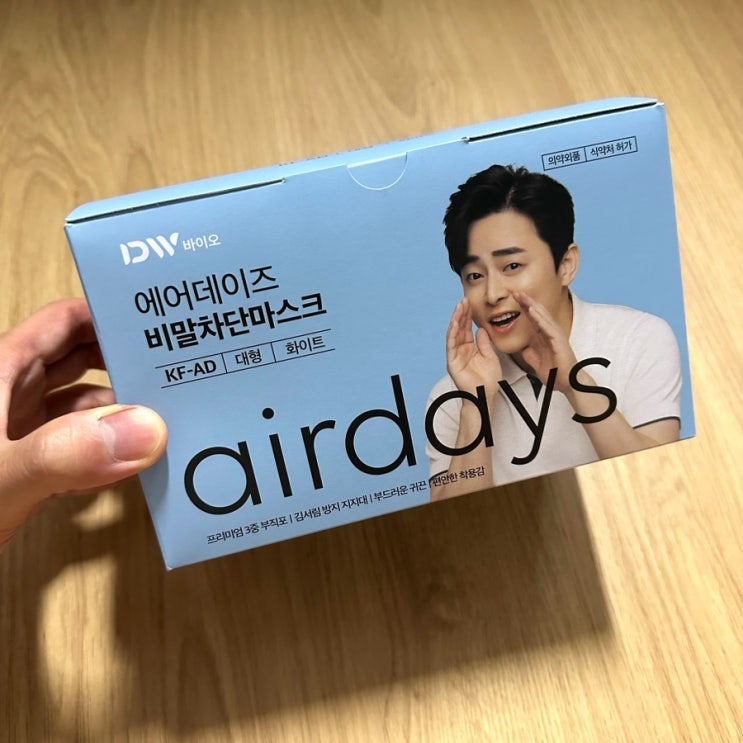 의약외품 | 식약처 허가
DW 바이오
에어데이즈
비말차단마스크
KF-AD | 대형 | 화이트
airdays
프리미엄 3중 부직포 | 김서림 방지 지지대 | 부드러운 귀끈 | 편안한 착용감